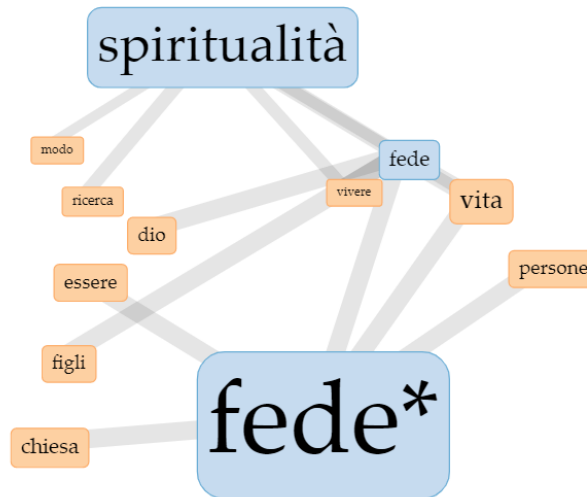 spiritualità
modo
fede
ricerca
vivere
vita
dio
persone
essere
figli
fede*
chiesa